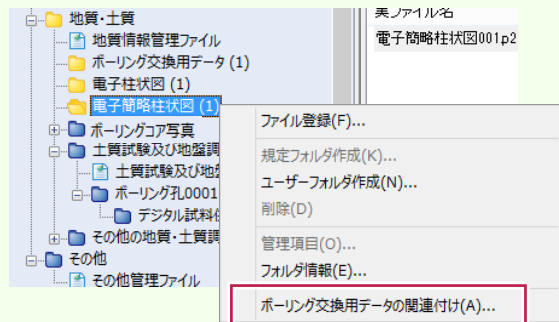 地質・土質
地質情報管理ファイル
ボーリング交換用データ (1)
電子柱状図 (1)
電子簡略柱状図 (1)
ボーリングコア写真
土質試験及び地盤調
土質試験及び地
ボーリング孔0001
デジタル試料
その他の地質・土質調
その他
その他管理ファイル
実ファイル名
電子簡略柱状図001.p2
ファイル登録(F)...
規定フォルダ作成(K)...
ユーザーフォルダ作成(N)...
削除(D)
管理項目(O)...
フォルダ情報(E)...
ボーリング交換用データの関連付け(A)...